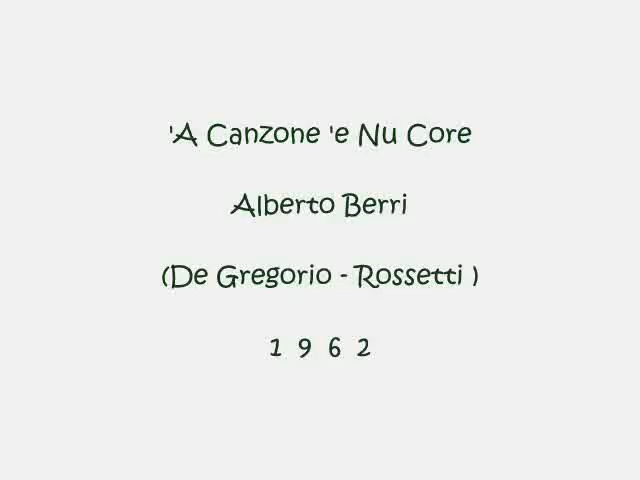 'A Canzone 'e Nu Core
Alberto Berri
(De Gregorio - Rossetti )
1 9 6 2